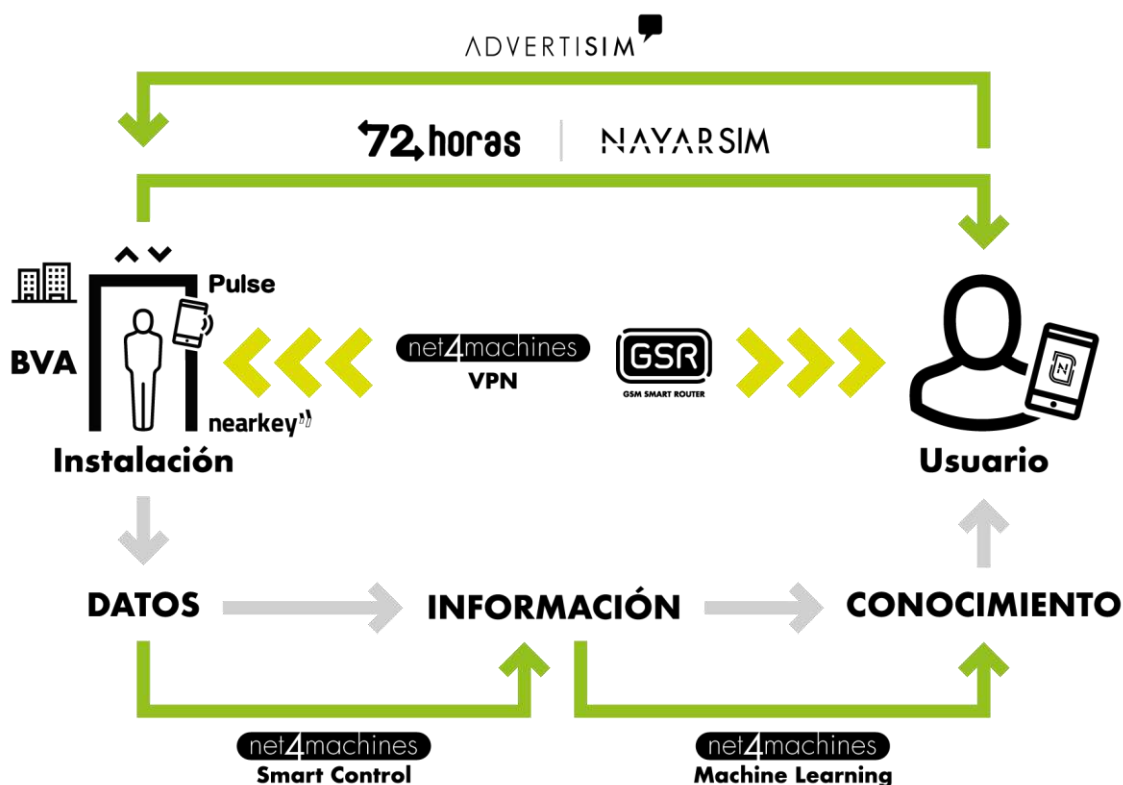 ADVERTISIM
72 horas
NAYARSIM
Pulse
BVA
nearkey
Instalación
net4machines
VPN
GSR
GSM SMART ROUTER
N
Usuario
DATOS
INFORMACIÓN
CONOCIMIENTO
net4machines
Smart Control
net4machines
Machine Learning